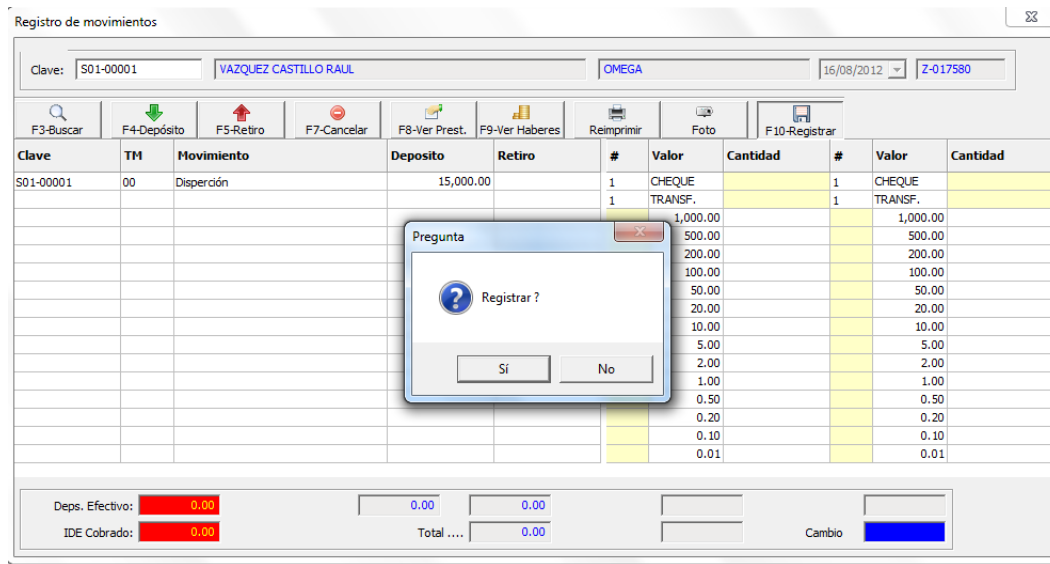 Registro de movimientos
Clave: S01-00001 VAZQUEZ CASTILLO RAUL OMEGA 16/08/2012 Z-017580
F3-Buscar F4-Depósito F5-Retiro F7-Cancelar F8-Ver Prest. F9-Ver Haberes Reimprimir Foto F10-Registrar
Clave TM Movimiento Deposito Retiro # Valor Cantidad # Valor Cantidad
S01-00001 00 Disperción 15,000.00 1 CHEQUE 1 CHEQUE
1 TRANSF. 1 TRANSF.
1,000.00 1,000.00
Pregunta 500.00 500.00
200.00 200.00
100.00 100.00
Registrar ? 50.00 50.00
20.00 20.00
10.00 10.00
5.00 5.00
Sí No 2.00 2.00
1.00 1.00
0.50 0.50
0.20 0.20
0.10 0.10
0.01 0.01
Deps. Efectivo: 0.00 0.00 0.00
IDE Cobrado: 0.00 Total .... 0.00 Cambio